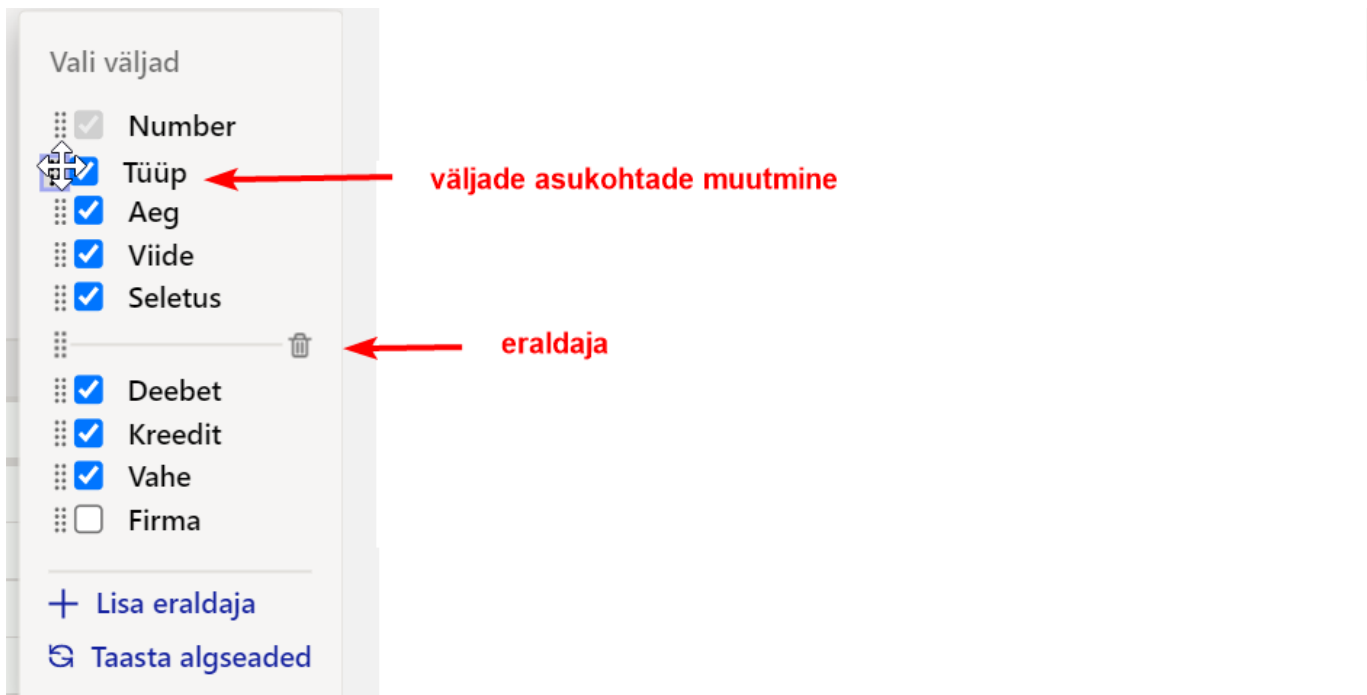 Vali väljad
Number
Tüüp
väljade asukohtade muutmine
Aeg
Viide
Seletus
eraldaja
Deebet
Kreedit
Vahe
Firma
Lisa eraldaja
Taasta algseaded